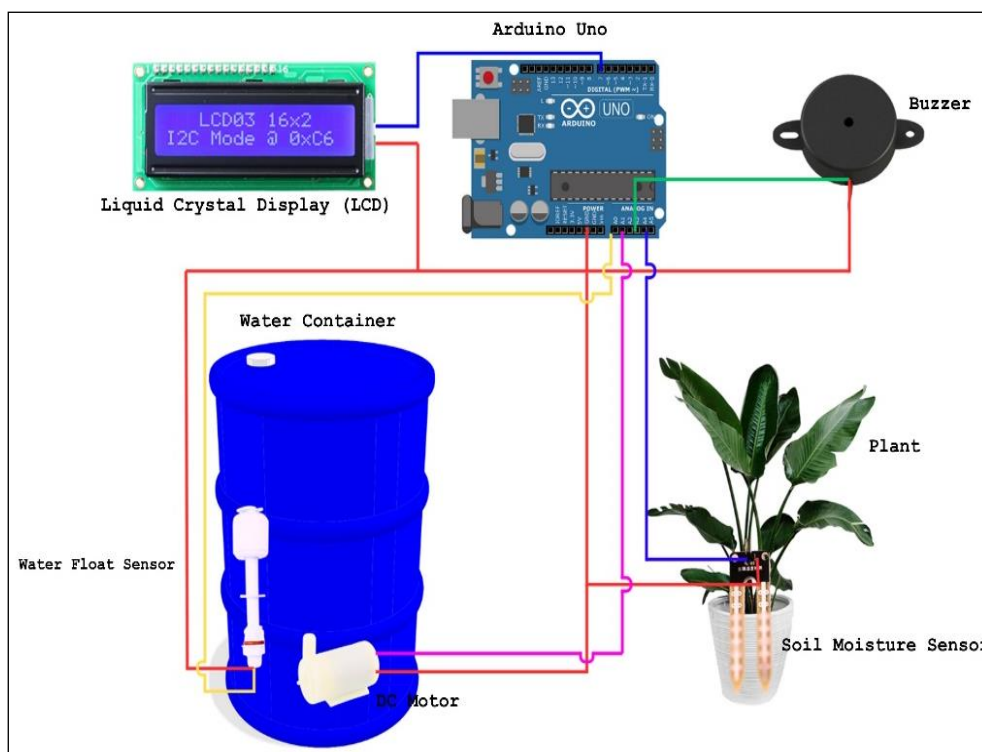 Arduino Uno
LCD03 16x2
I2C Mode @ 0xC6
Liquid Crystal Display (LCD)
DIGITAL (PWM ~)
UNO
ARDUINO
POWER
ANALOG IN
Buzzer
Water Container
Plant
Water Float Sensor
Soil Moisture Sensor
DC Motor